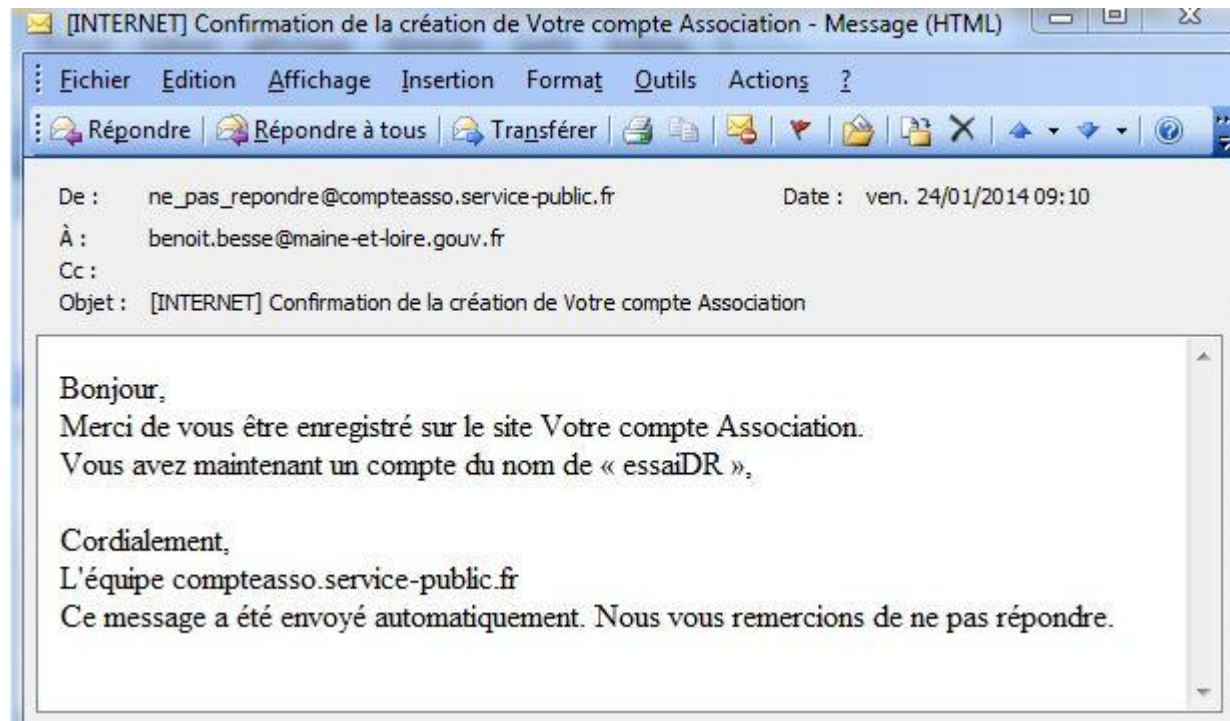 [INTERNET] Confirmation de la création de Votre compte Association - Message (HTML)
Fichier Edition Affichage Insertion Format Outils Actions ?
Répondre Répondre à tous Transférer
De : ne_pas_repondre@compteasso.service-public.fr Date : ven. 24/01/2014 09:10
À : benoit.besse@maine-et-loire.gouv.fr
Cc :
Objet : [INTERNET] Confirmation de la création de Votre compte Association
Bonjour,
Merci de vous être enregistré sur le site Votre compte Association.
Vous avez maintenant un compte du nom de « essaiDR »,
Cordialement,
L'équipe compteasso.service-public.fr
Ce message a été envoyé automatiquement. Nous vous remercions de ne pas répondre.